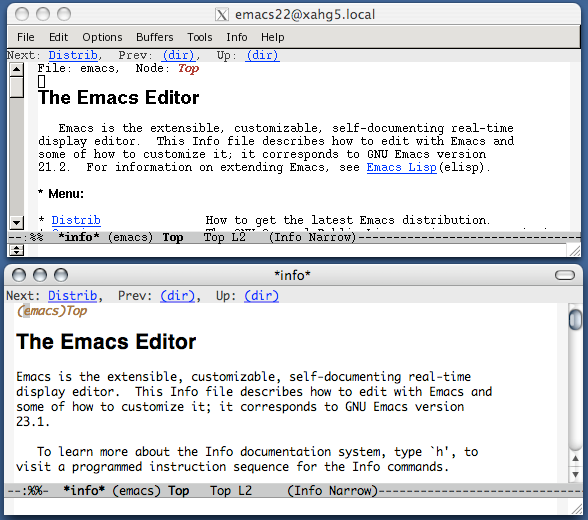 emacs22@xahg5.local
File Edit Options Buffers Tools Info Help
Next: Distrib, Prev: (dir), Up: (dir)
File: emacs, Node: Top
The Emacs Editor
Emacs is the extensible, customizable, self-documenting real-time
display editor. This Info file describes how to edit with Emacs and
some of how to customize it; it corresponds to GNU Emacs version
21.2. For information on extending Emacs, see Emacs Lisp(elisp).
* Menu:
* Distrib How to get the latest Emacs distribution.
--:%% *info* (emacs) Top Top L2 (Info Narrow)--------------------------------
*info*
Next: Distrib, Prev: (dir), Up: (dir)
(emacs)Top
The Emacs Editor
Emacs is the extensible, customizable, self-documenting real-time
display editor. This Info file describes how to edit with Emacs and
some of how to customize it; it corresponds to GNU Emacs version
23.1.
To learn more about the Info documentation system, type `h', to
visit a programmed instruction sequence for the Info commands.
--:%%- *info* (emacs) Top Top L2 (Info Narrow)-----------------------------